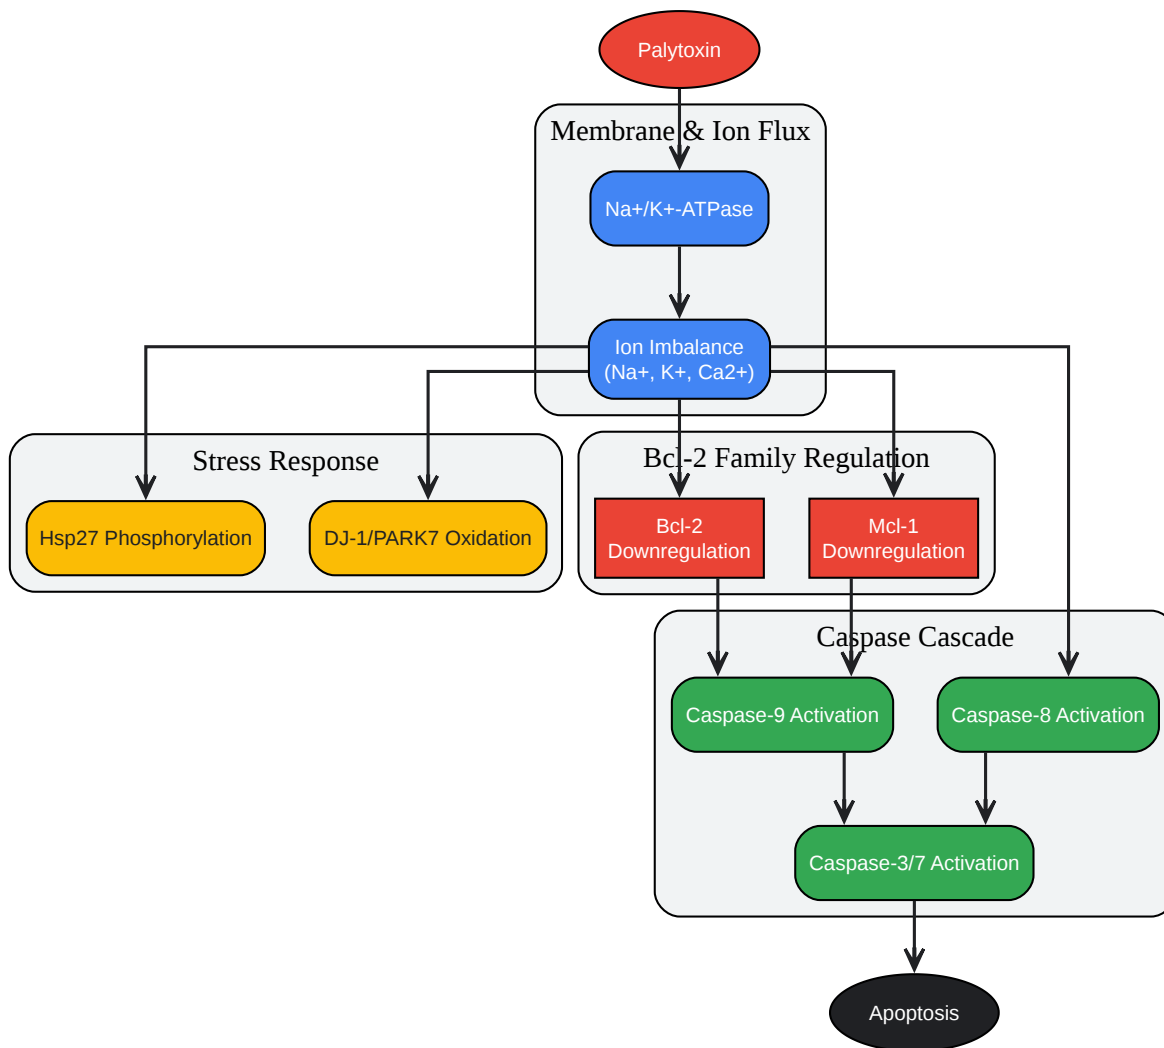 Palytoxin
Membrane & Ion Flux
Na+/K+-ATPase
Ion Imbalance
(Na+, K+, Ca2+)
Stress Response
Hsp27 Phosphorylation
DJ-1/PARK7 Oxidation
Bcl-2 Family Regulation
Bcl-2
Downregulation
Mcl-1
Downregulation
Caspase Cascade
Caspase-9 Activation
Caspase-8 Activation
Caspase-3/7 Activation
Apoptosis